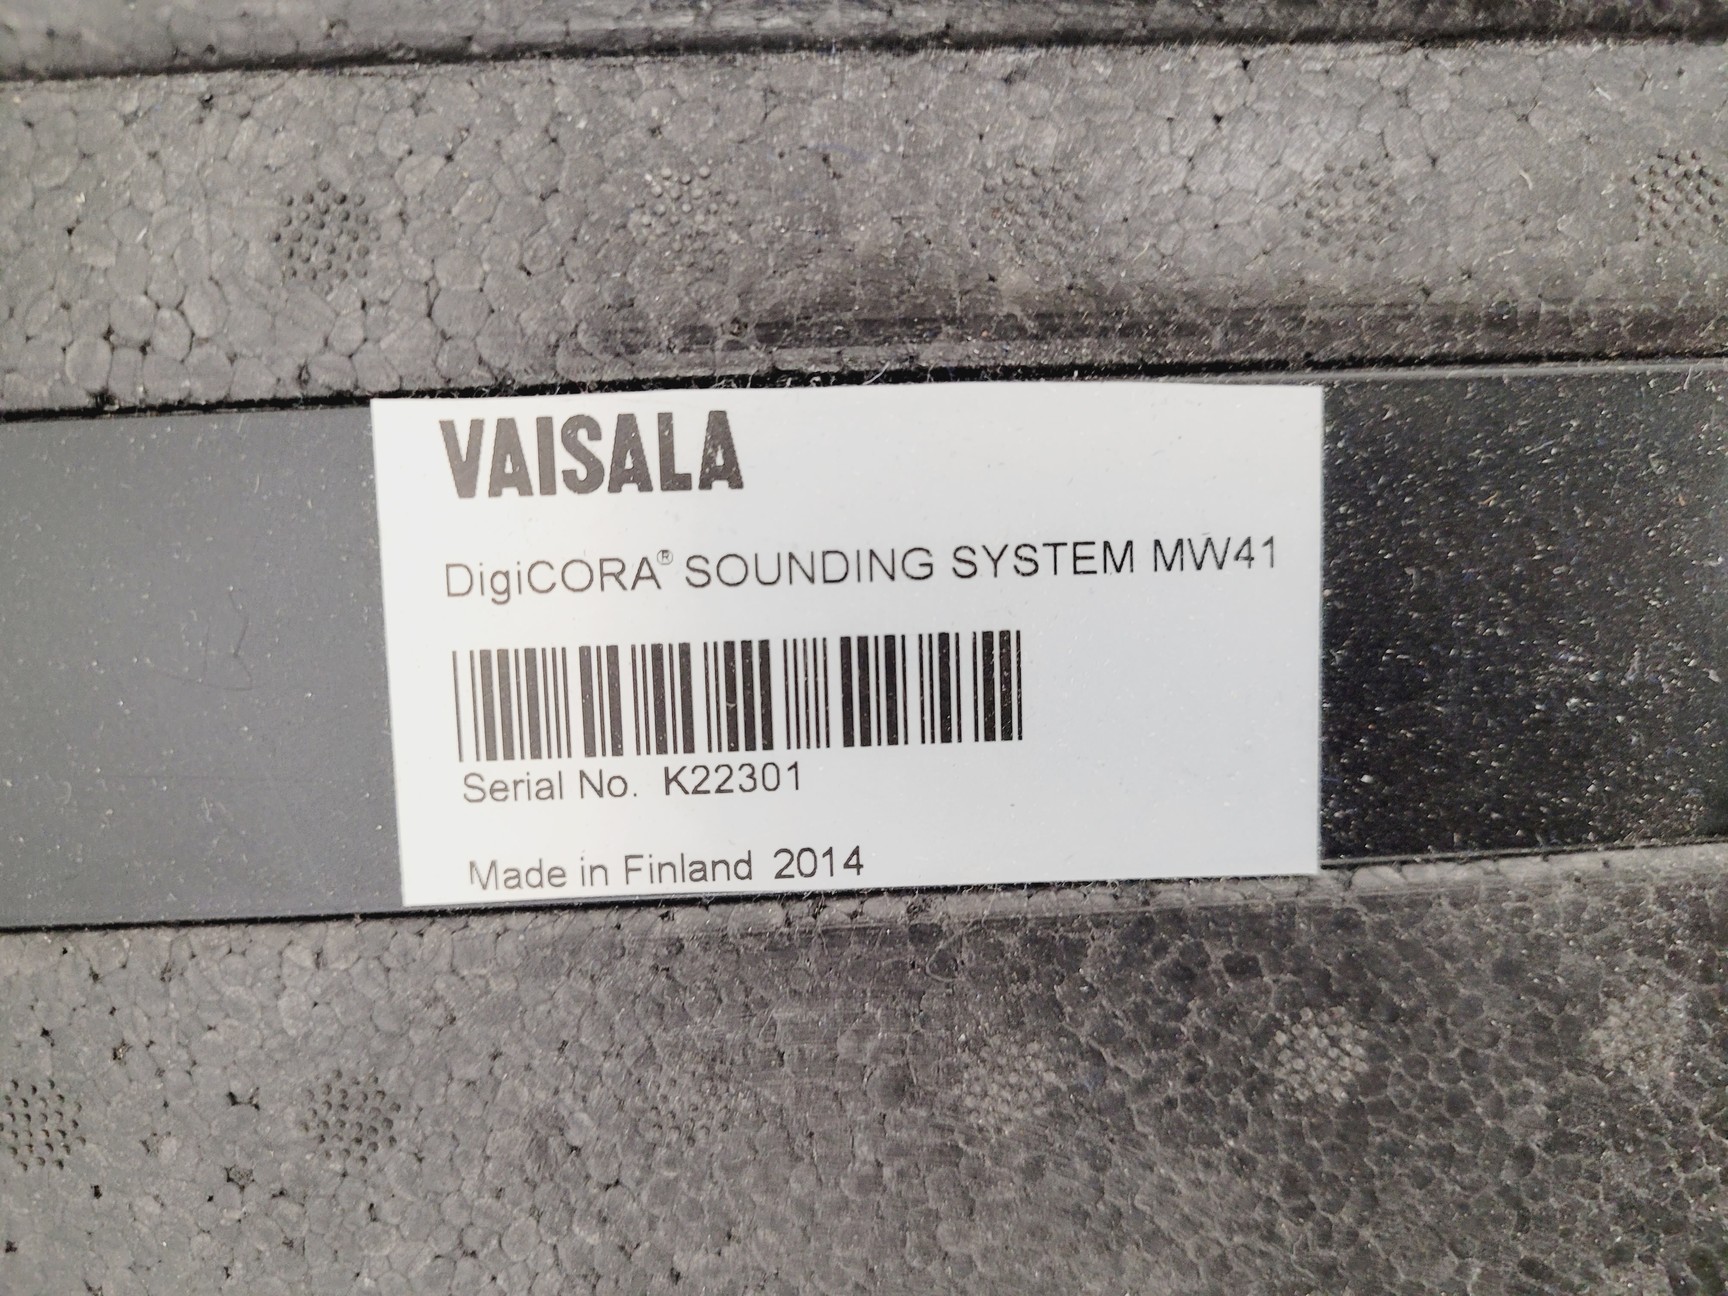 VAISALA
DigiCORA® SOUNDING SYSTEM MW41
Serial No. K22301
Made in Finland 2014